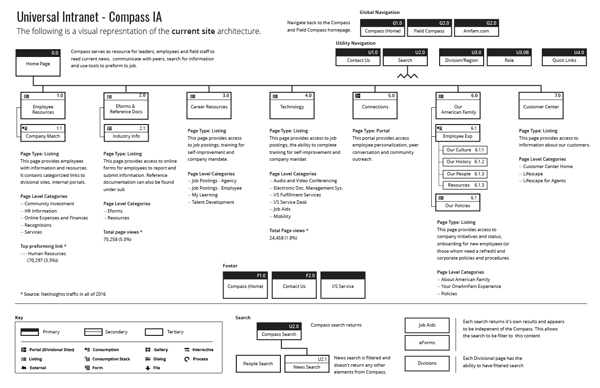 Universal Intranet - Compass IA
The following is a visual represntation of the current site architecture.
Global Navigation
Navigate back to the Compass
and Field Compass homepage.
G1.0
Compass (Home)
G2.0
Field Compass
G2.0
Amfam.com
Utility Navigation
U1.0
Contact Us
U2.0
Search
U3.0
Division/Region
U3.0B
Role
U4.0
Quick Links
0.0
Home Page
Compass serves as resource for leaders, employees and field staff to
read current news, communicate with peers, search for information
and use tools to preform to job.
1.0
Employee
Resources
1.1
Company Match
Page Type: Listing
This page provides employees
with information and resources.
It contains categorized links to
divisional sites, internal portals.
Page Level Categories
-- Community Investment
-- HR Information
-- Online Expenses and Finances
-- Recognitions
-- Services
Top preforming link *
-- Human Resources
(70,297 (3.3%))
2.0
Eforms &
Reference Docs
2.1
Industry Info
Page Type: Listing
This page provides access to online
forms for employees to report and
submit information. Reference
documentation can also be found
under sub
Page Level Categories
-- Eforms
-- Resources
Total page views *
70,258 (5.0%)
3.0
Career Resources
Page Type: Listing
This page provides access
to job postings, training for
self improvement and
company mandate.
Page Level Categories
-- Job Postings - Agency
-- Job Postings - Employee
-- My Learning
-- Talent Development
4.0
Technology
Page Type: Listing
This page provides access to job
postings, the ability to complete
training for self improvement and
company mandat
Page Level Categories
-- Audio and Video Conferencing
-- Electronic Doc. Management Sys.
-- I/S Fulfillment Services
-- I/S Service Desk
-- Job Aids
-- Mobility
Total Page views *
24,458 (1.8%)
5.0
Connections
Page Type: Portal
This portal provides access
employee personalization, peer
conversation and community
outreach.
6.0
Our
American Family
6.1
Employee Exp
Our Culture 6.1.1
Our History 6.1.2
Our People 6.1.3
Resources 6.1.3
6.1
Our Policies
Page Type: Listing
This page provides access to
company initiatives and status,
onboarding for new employees (or
those whom need a refresh) and
corporate policies and procedures.
Page Level Categories
-- About American Family
-- Your OneAmFam Experience
-- Policies
7.0
Customer Center
Page Type: Listing
This page provides access to
information about our customers.
Page Level Categories
-- Customer Center Home
-- Lifescape
-- Lifescape for Agents
* Source: NetInsights traffic in all of 2016
Footer
F1.0
Compass (Home)
F2.0
Contact Us
I/S Service
Key
Primary
Secondary
Tertiary
Portal (Divisional Sites)
Consumption
Gallery
Interactive
Listing
Consumption Stack
Dialog
Process
External
Form
File
Search
U2.0
Compass Search
Compass search returns
People Search
U2.1
News Search
News search is filtered and
doesn't return any other
elements from Compass.
Job Aids
eForms
Each search returns it's own results and appears
to be indepenent of the Compass. This allows
the search to be filter to this content
Divisions
Each Divisional page has the
ability to have filtered search